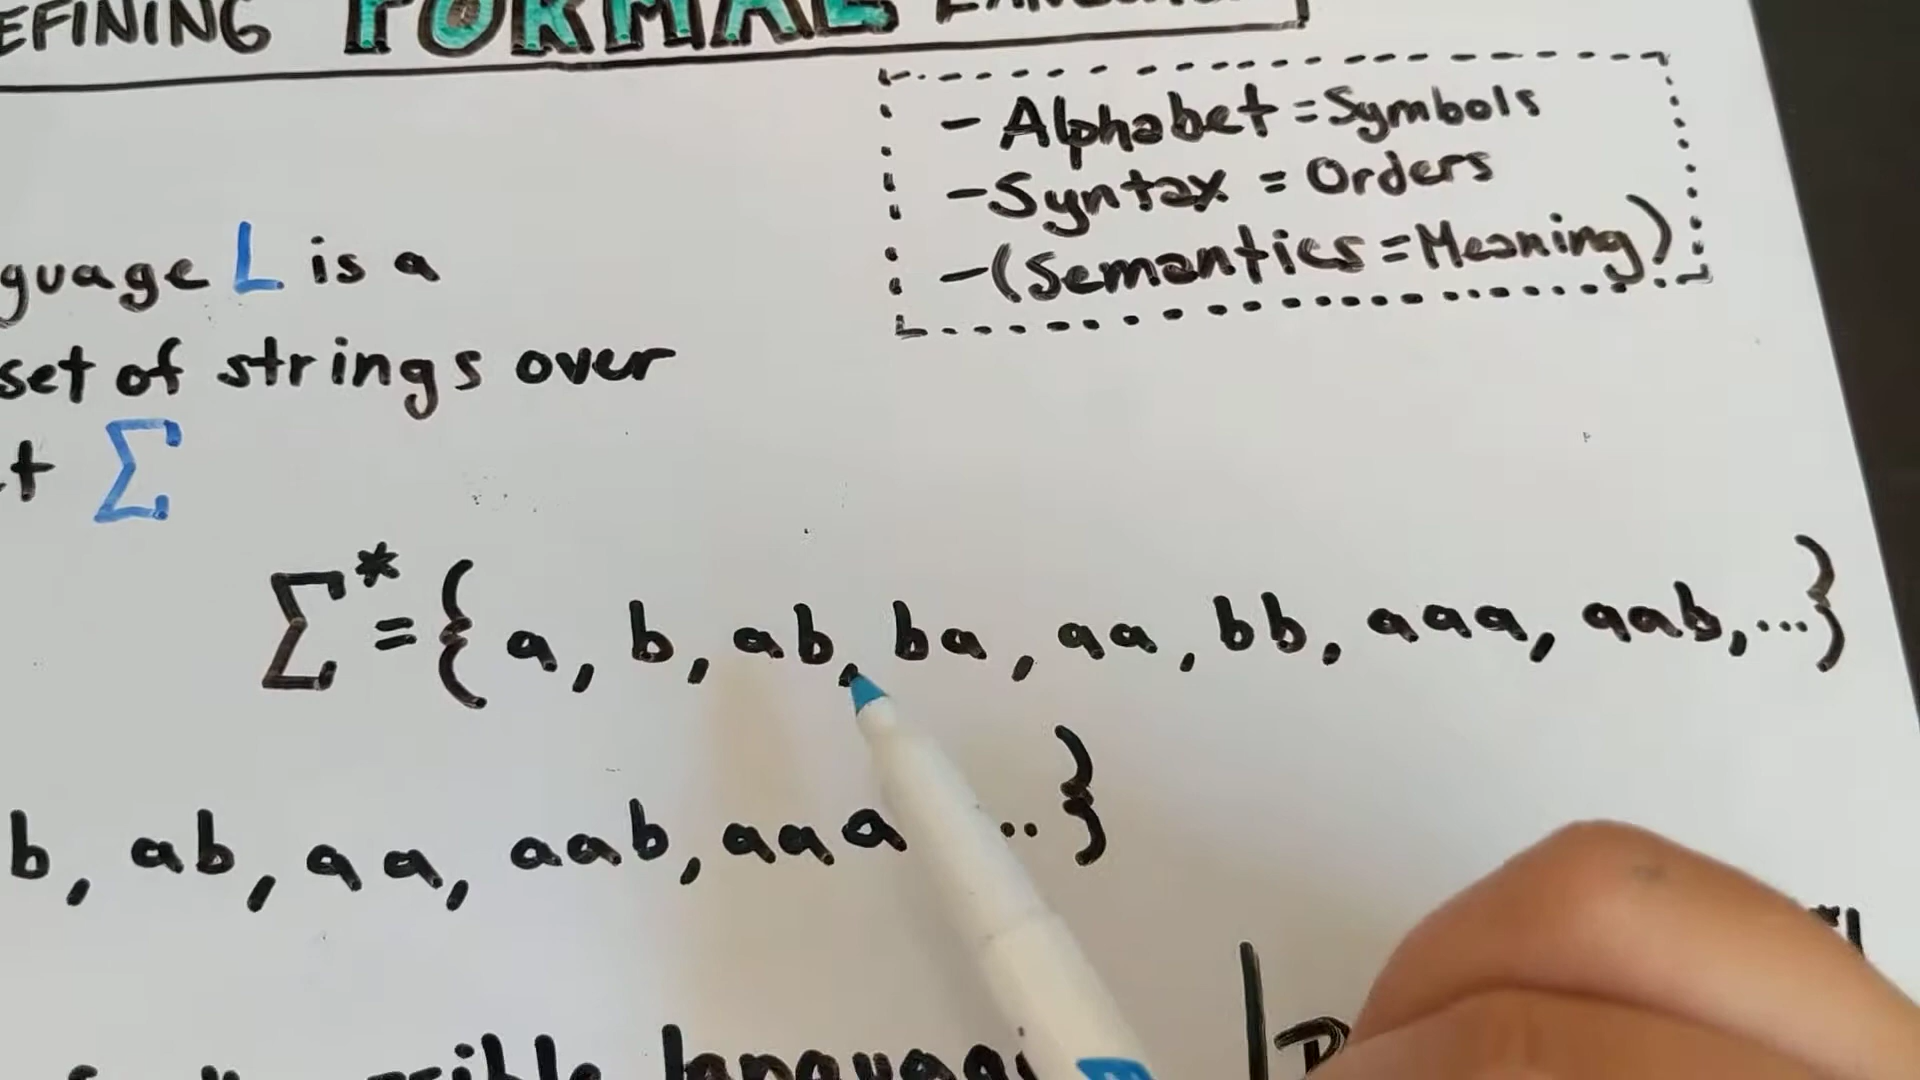 EFINING FORMAL
- Alphabet = Symbols
- Syntax = Orders
- (Semantics = Meaning)
guage L is a
set of strings over
t Σ
Σ* = { a, b, ab, ba, aa, bb, aaa, aab, ... }
b, ab, aa, aab, aaa .. }